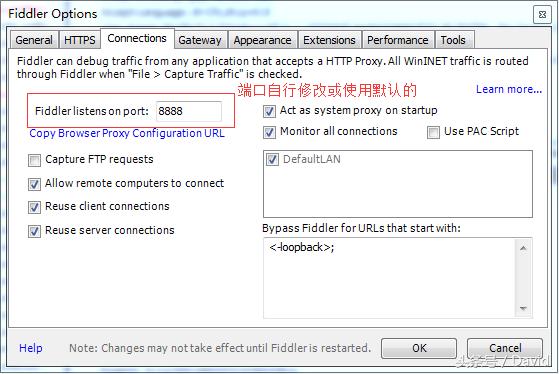 Fiddler Options
General
HTTPS
Connections
Gateway
Appearance
Extensions
Performance
Tools
Fiddler can debug traffic from any application that accepts a HTTP Proxy. All WinINET traffic is routed
through Fiddler when "File > Capture Traffic" is checked.
端口自行修改或使用默认的
Learn more...
Fiddler listens on port: 8888
Copy Browser Proxy Configuration URL
Capture FTP requests
Allow remote computers to connect
Reuse client connections
Reuse server connections
Act as system proxy on startup
Monitor all connections
Use PAC Script
DefaultLAN
Bypass Fiddler for URLs that start with:
<-loopback>;
Help
Note: Changes may not take effect until Fiddler is restarted.
OK
Cancel
头条号 / David